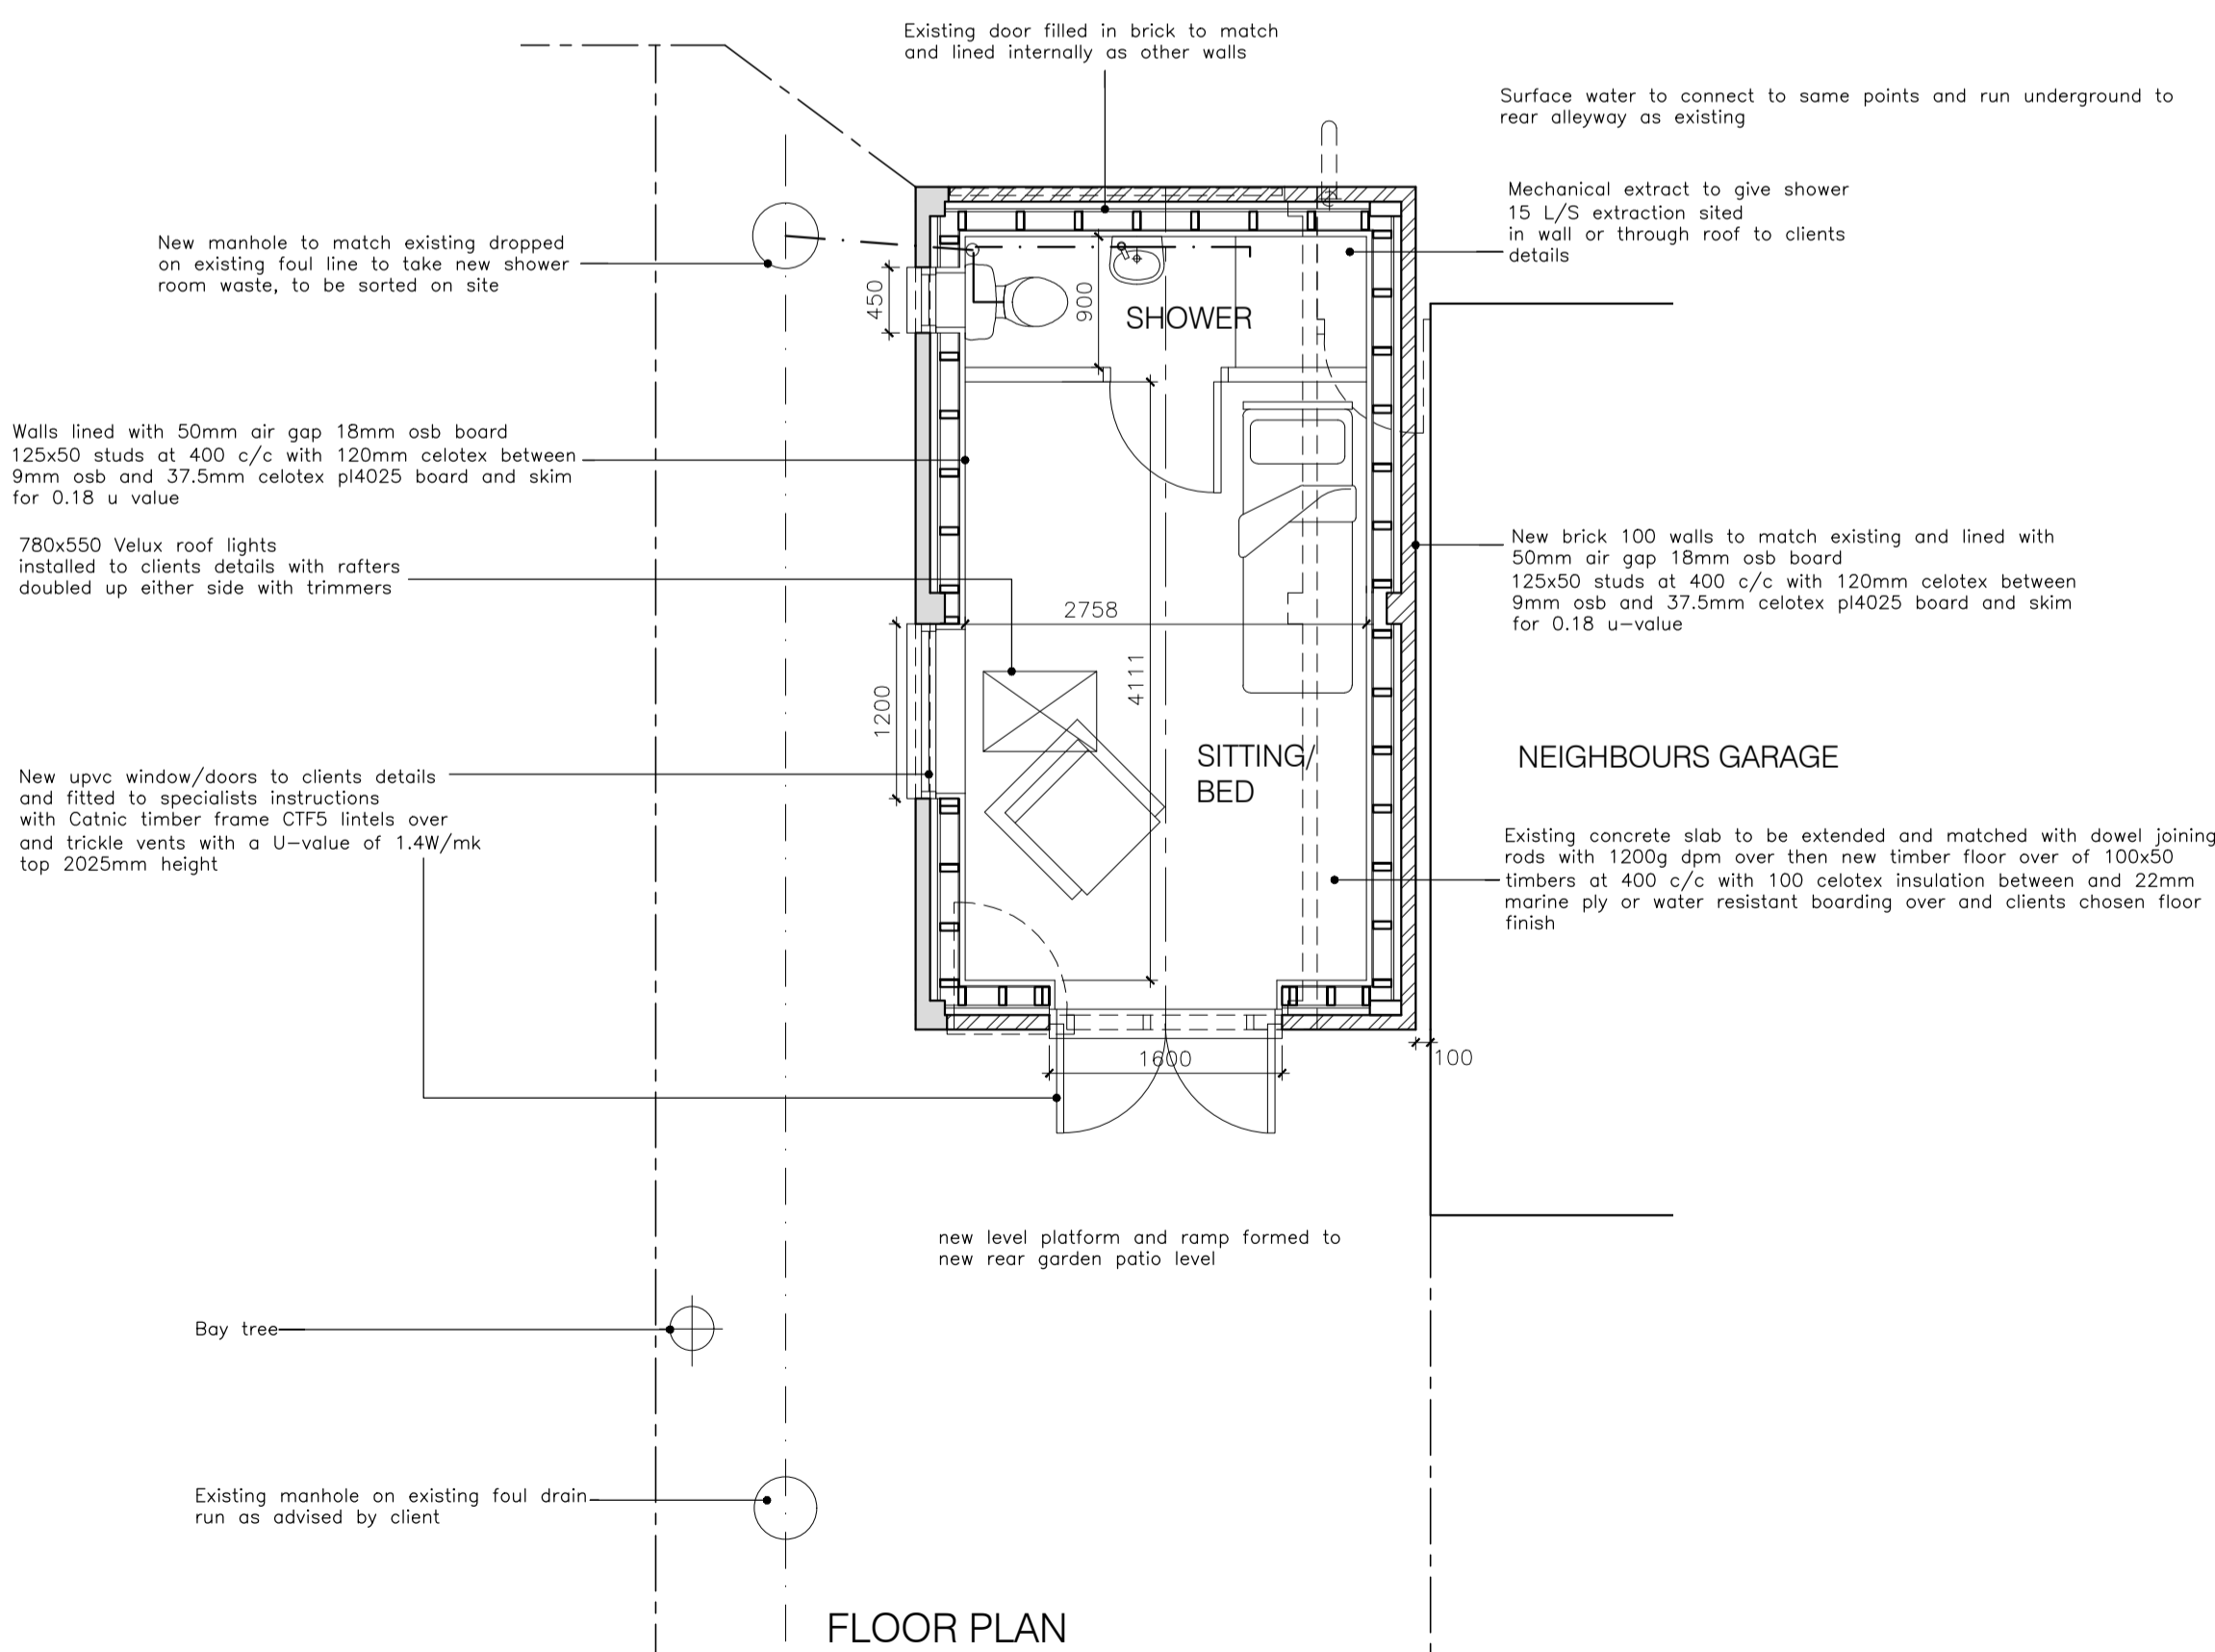 Existing door filled in brick to match
and lined internally as other walls
Surface water to connect to same points and run underground to
rear alleyway as existing
Mechanical extract to give shower
15 L/S extraction sited
in wall or through roof to clients
details
New manhole to match existing dropped
on existing foul line to take new shower
room waste, to be sorted on site
450
900
SHOWER
Walls lined with 50mm air gap 18mm osb board
125x50 studs at 400 c/c with 120mm celotex between
9mm osb and 37.5mm celotex pl4025 board and skim
for 0.18 u value
780x550 Velux roof lights
installed to clients details with rafters
doubled up either side with trimmers
New brick 100 walls to match existing and lined with
50mm air gap 18mm osb board
125x50 studs at 400 c/c with 120mm celotex between
9mm osb and 37.5mm celotex pl4025 board and skim
for 0.18 u-value
2758
4111
1200
SITTING/
BED
NEIGHBOURS GARAGE
New upvc window/doors to clients details
and fitted to specialists instructions
with Catnic timber frame CTF5 lintels over
and trickle vents with a U-value of 1.4W/mk
top 2025mm height
Existing concrete slab to be extended and matched with dowel joining
rods with 1200g dpm over then new timber floor over of 100x50
timbers at 400 c/c with 100 celotex insulation between and 22mm
marine ply or water resistant boarding over and clients chosen floor
finish
1600
100
new level platform and ramp formed to
new rear garden patio level
Bay tree
Existing manhole on existing foul drain
run as advised by client
FLOOR PLAN